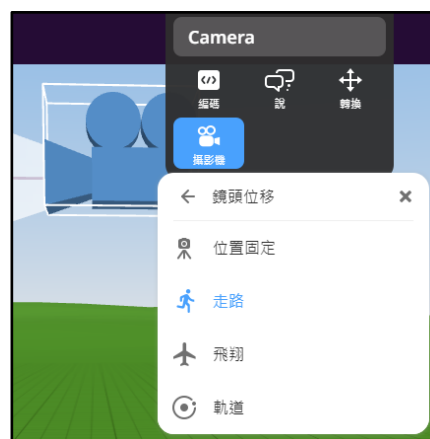 Camera
編碼 說 轉換
攝影機
鏡頭位移
位置固定
走路
飛翔
軌道